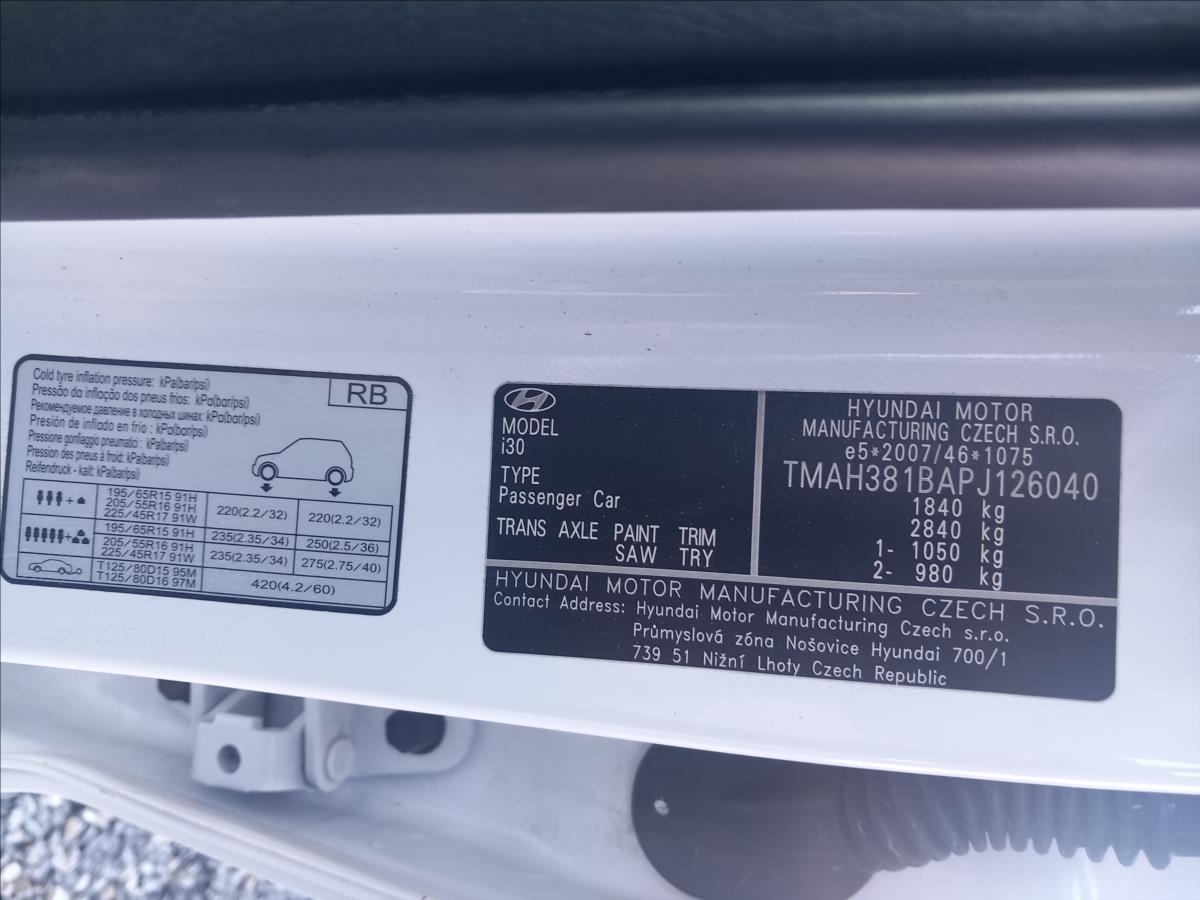 Cold tyre inflation pressure: kPa(bar/psi)
Pressão da inflação dos pneus frios: kPa(bar/psi)
Рекомендуемое давление в холодных шинах: kPa(bar/psi)
Presión de inflado en frío : kPa(bar/psi)
Pressione gonfiaggio pneumatici : kPa(bar/psi)
Pression des pneus à froid: kPa(bar/psi)
Reifendruck - kalt: kPa(bar/psi)
RB
195/65R15 91H
205/55R16 91H
225/45R17 91W
220(2.2/32) 220(2.2/32)
195/65R15 91H
235(2.35/34) 250(2.5/36)
205/55R16 91H
225/45R17 91W
235(2.35/34) 275(2.75/40)
T125/80D15 95M
T125/80D16 97M
420(4.2/60)
MODEL
i30
TYPE
Passenger Car
TRANS AXLE PAINT TRIM
SAW TRY
HYUNDAI MOTOR
MANUFACTURING CZECH S.R.O.
e5*2007/46*1075
TMAH381BAPJ126040
1840 kg
2840 kg
1- 1050 kg
2- 980 kg
HYUNDAI MOTOR MANUFACTURING CZECH S.R.O.
Contact Address: Hyundai Motor Manufacturing Czech s.r.o.
Průmyslová zóna Nošovice Hyundai 700/1
739 51 Nižní Lhoty Czech Republic